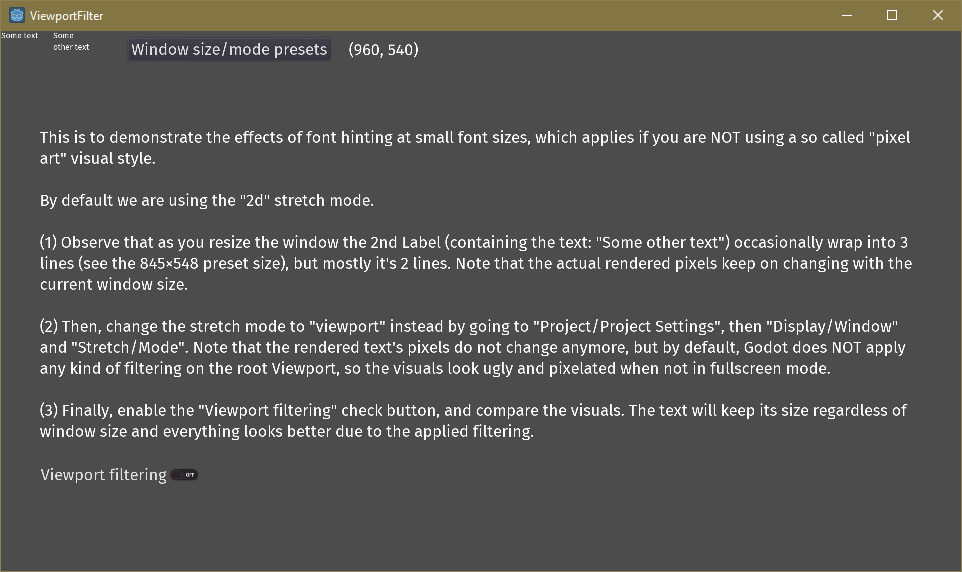 ViewportFilter
Some text
Some
other text
Window size/mode presets
(960, 540)
This is to demonstrate the effects of font hinting at small font sizes, which applies if you are NOT using a so called "pixel
art" visual style.
By default we are using the "2d" stretch mode.
(1) Observe that as you resize the window the 2nd Label (containing the text: "Some other text") occasionally wrap into 3
lines (see the 845×548 preset size), but mostly it's 2 lines. Note that the actual rendered pixels keep on changing with the
current window size.
(2) Then, change the stretch mode to "viewport" instead by going to "Project/Project Settings", then "Display/Window"
and "Stretch/Mode". Note that the rendered text's pixels do not change anymore, but by default, Godot does NOT apply
any kind of filtering on the root Viewport, so the visuals look ugly and pixelated when not in fullscreen mode.
(3) Finally, enable the "Viewport filtering" check button, and compare the visuals. The text will keep its size regardless of
window size and everything looks better due to the applied filtering.
Viewport filtering OFF